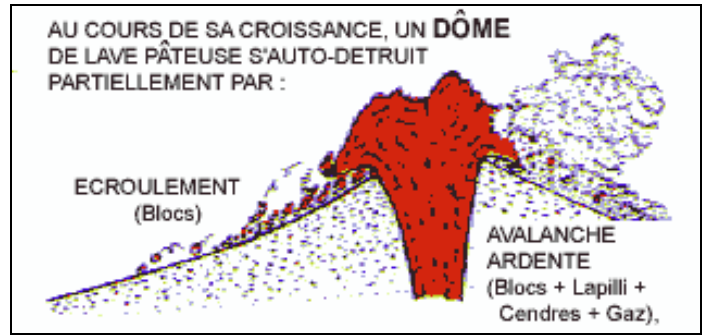 AU COURS DE SA CROISSANCE, UN DÔME
DE LAVE PÂTEUSE S'AUTO-DETRUIT
PARTIELLEMENT PAR :
ECROULEMENT
(Blocs)
AVALANCHE
ARDENTE
(Blocs + Lapilli +
Cendres + Gaz),